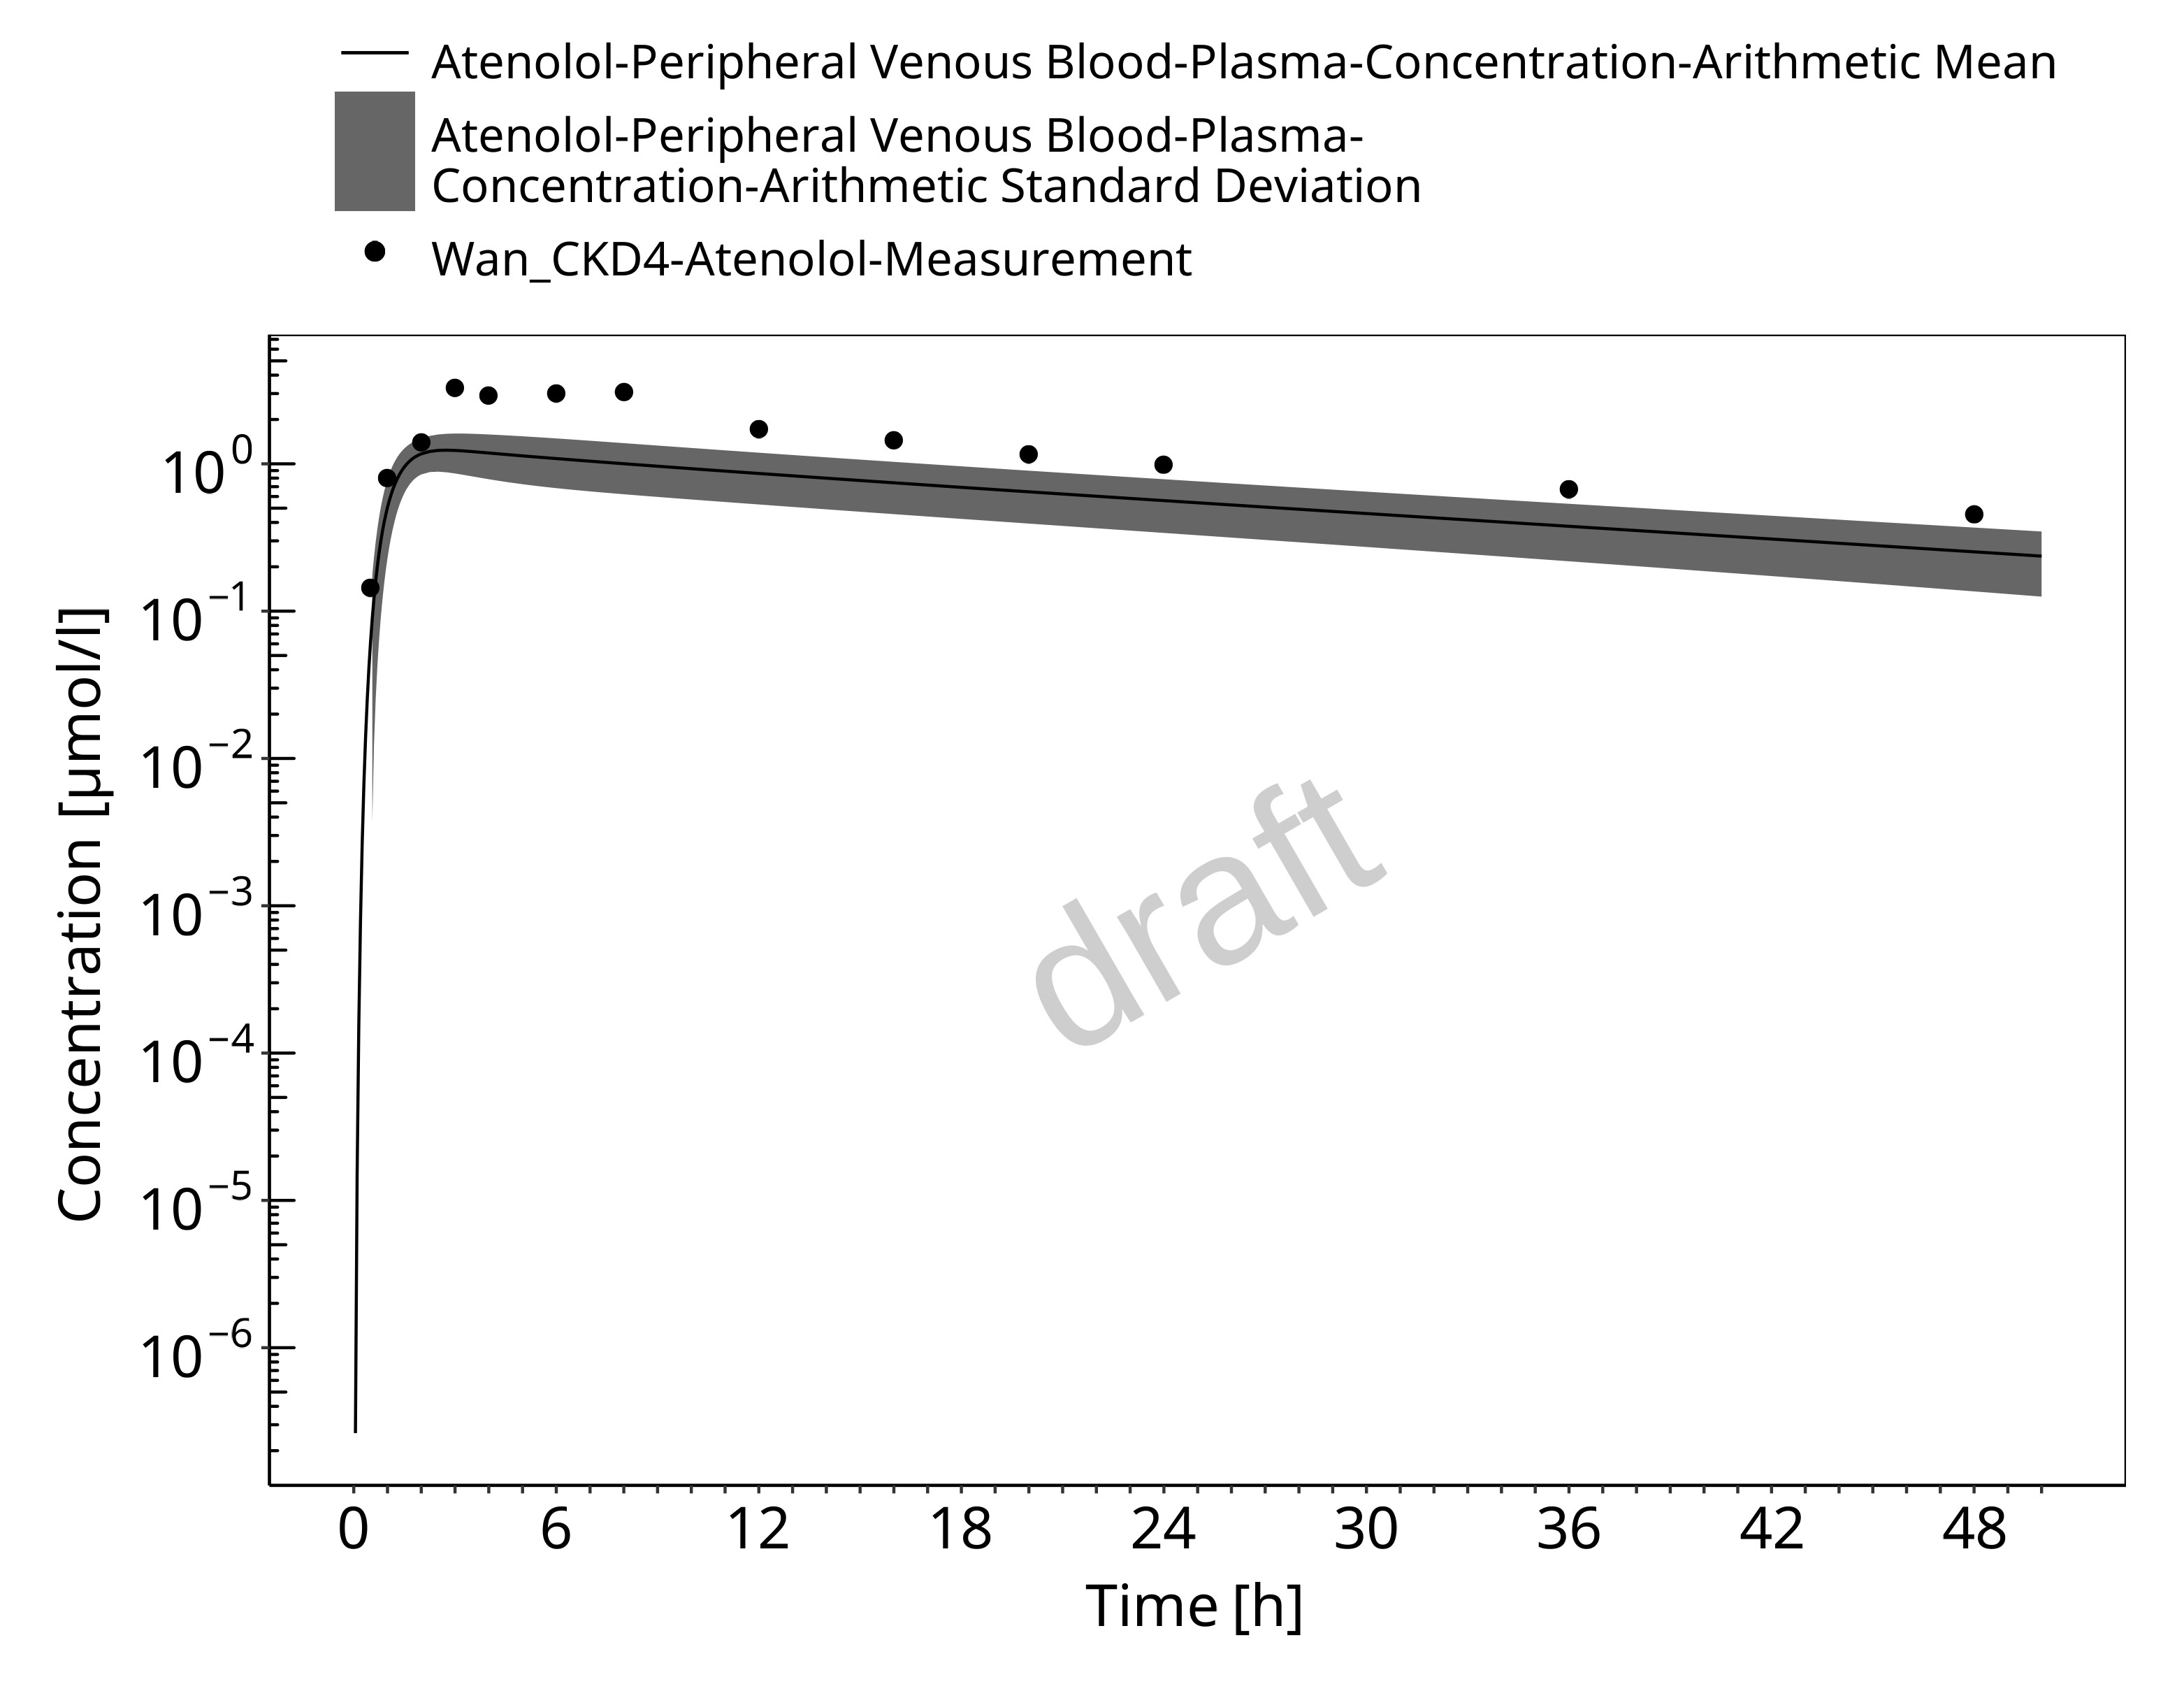 Atenolol-Peripheral Venous Blood-Plasma-Concentration-Arithmetic Mean
Atenolol-Peripheral Venous Blood-Plasma-
Concentration-Arithmetic Standard Deviation
Wan_CKD4-Atenolol-Measurement
Concentration [µmol/l]
10^0
10^−1
10^−2
10^−3
10^−4
10^−5
10^−6
draft
0 6 12 18 24 30 36 42 48
Time [h]